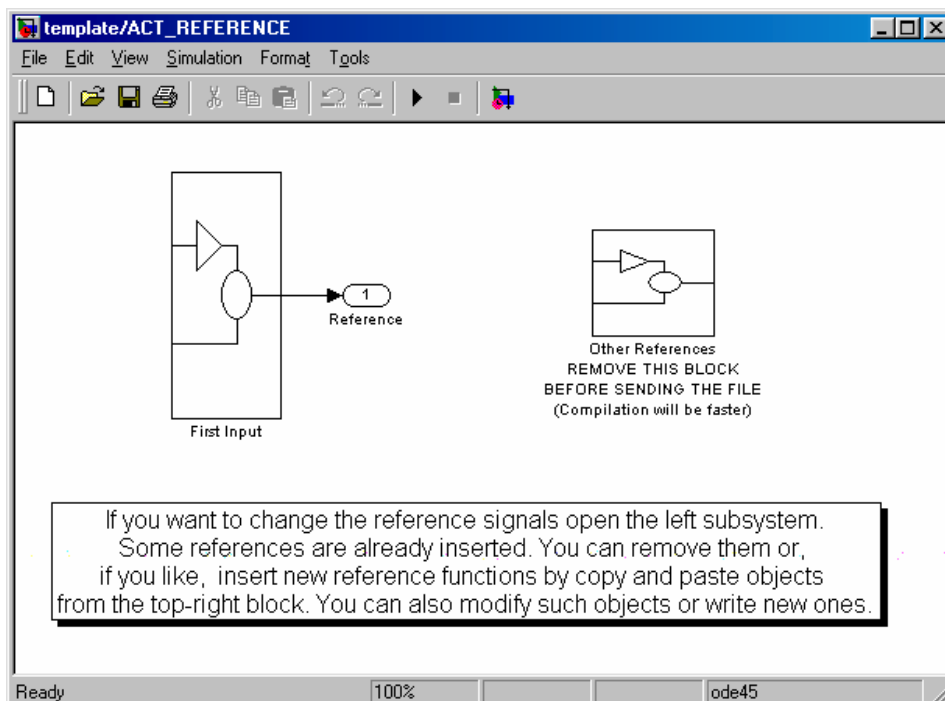 template/ACT_REFERENCE
File Edit View Simulation Format Tools
1
Reference
First Input
Other References
REMOVE THIS BLOCK
BEFORE SENDING THE FILE
(Compilation will be faster)
If you want to change the reference signals open the left subsystem.
Some references are already inserted. You can remove them or,
if you like, insert new reference functions by copy and paste objects
from the top-right block. You can also modify such objects or write new ones.
Ready 100% ode45